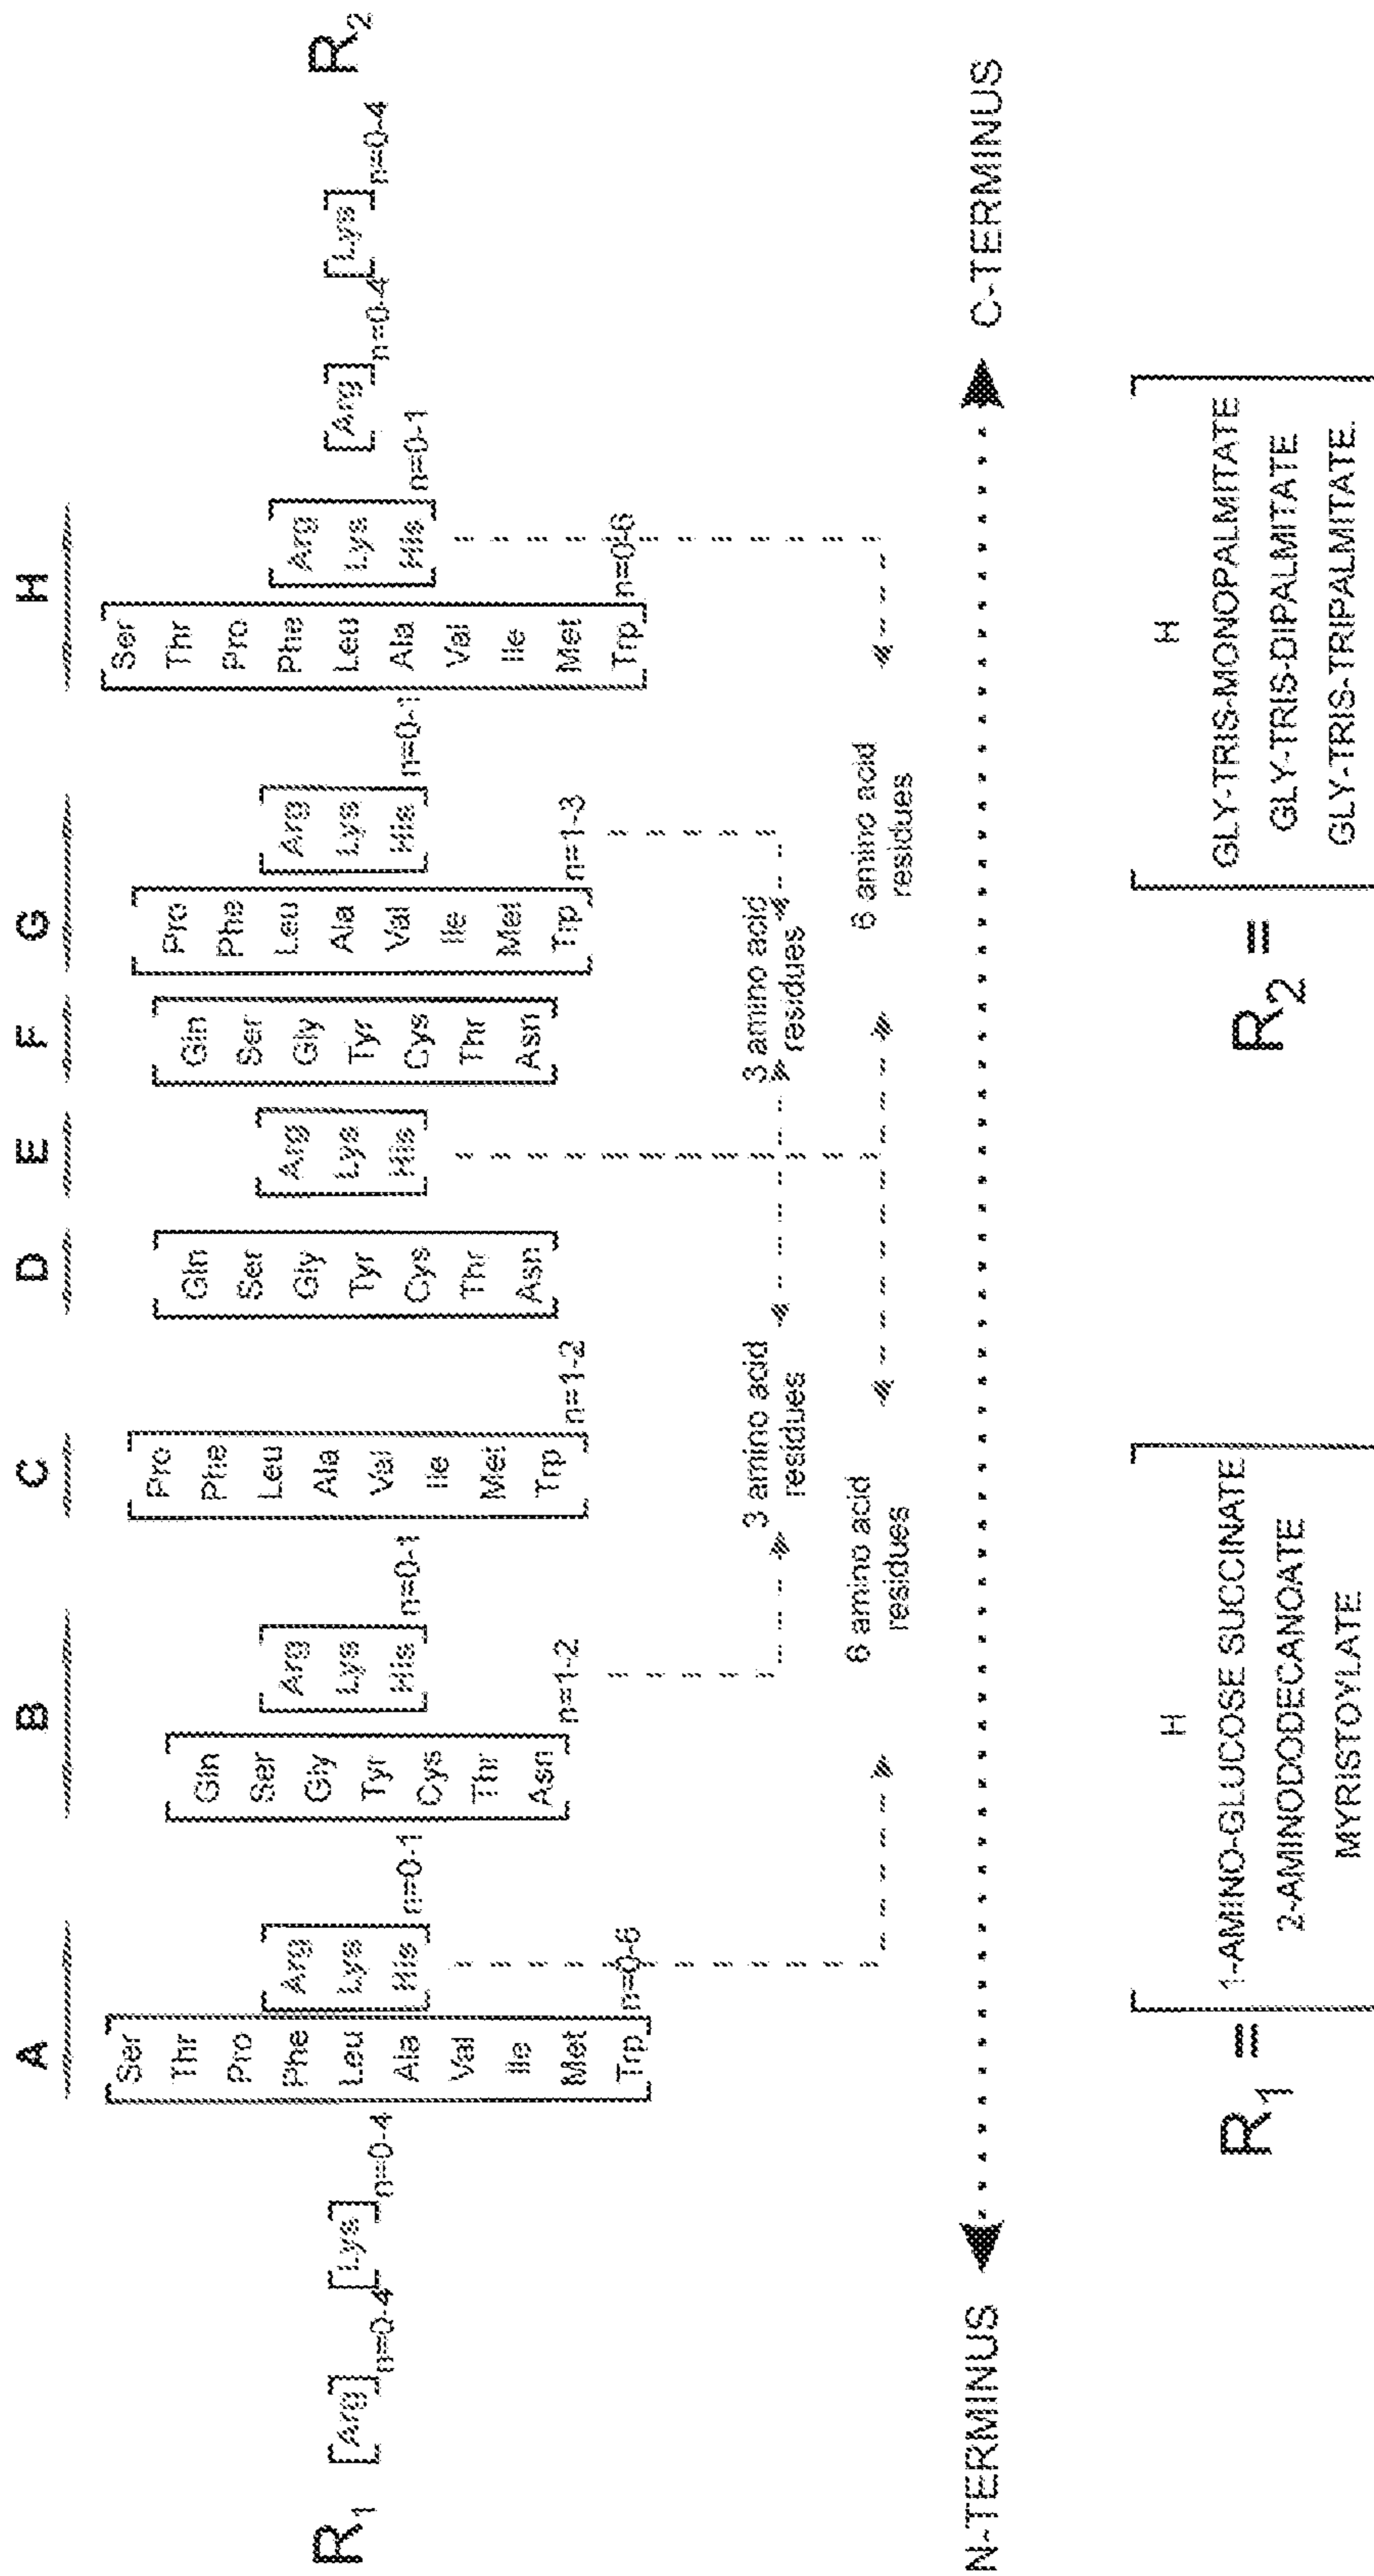 A B C D E F G H
R1
[Arg] n=0-4
[Lys] n=0-4
Ser
Thr
Pro
Phe
Leu
Ala
Val
Ile
Met
Trp
n=0-6
Arg
Lys
His
n=0-1
Gln
Ser
Gly
Tyr
Cys
Thr
Asn
n=1-2
Arg
Lys
His
n=0-1
Pro
Phe
Leu
Ala
Val
Ile
Met
Trp
n=1-2
Gln
Ser
Gly
Tyr
Cys
Thr
Asn
Arg
Lys
His
Gln
Ser
Gly
Tyr
Cys
Thr
Asn
Pro
Phe
Leu
Ala
Val
Ile
Met
Trp
n=1-3
Arg
Lys
His
n=0-1
Ser
Thr
Pro
Phe
Leu
Ala
Val
Ile
Met
Trp
n=0-6
Arg
Lys
His
n=0-1
[Arg] n=0-4
[Lys] n=0-4
R2
3 amino acid
residues
3 amino acid
residues
6 amino acid
residues
6 amino acid
residues
N-TERMINUS
C-TERMINUS
R1 =
H
1-AMINO-GLUCOSE SUCCINATE
2-AMINODODECANOATE
MYRISTOYLATE
R2 =
H
GLY-TRIS-MONOPALMITATE
GLY-TRIS-DIPALMITATE
GLY-TRIS-TRIPALMITATE